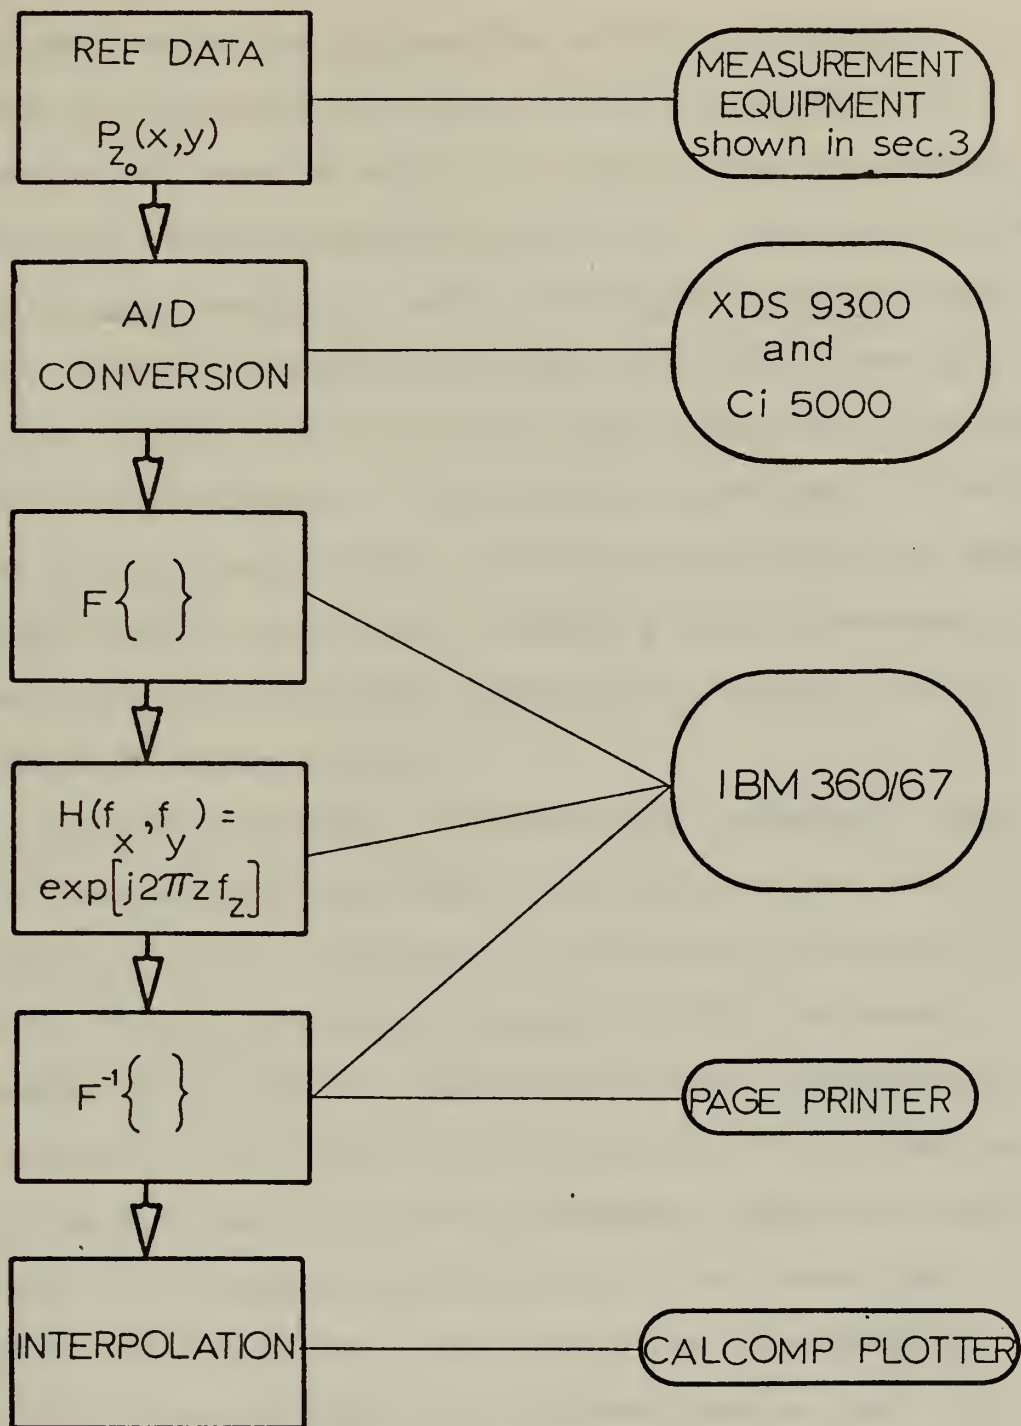 REF DATA
P_{Z_0}(x,y)
MEASUREMENT
EQUIPMENT
shown in sec.3
A/D
CONVERSION
XDS 9300
and
Ci 5000
F{ }
H(f_x,f_y) =
exp[j2πzf_z]
IBM 360/67
F^{-1}{ }
PAGE PRINTER
INTERPOLATION
CALCOMP PLOTTER